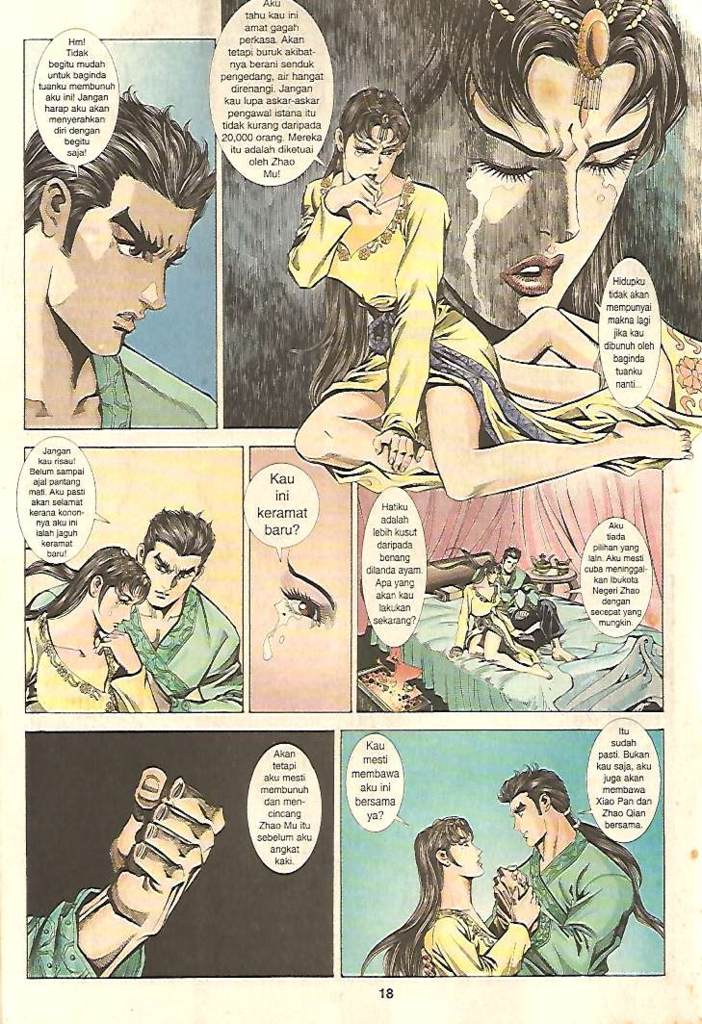 Hm!
Tidak
begitu mudah
untuk baginda
tuanku membunuh
aku ini! Jangan
harap aku akan
menyerahkan
diri dengan
begitu
saja!
Aku
tahu kau ini
amat gagah
perkasa. Akan
tetapi buruk akibat-
nya berani senduk
pengedang, air hangat
direnangi. Jangan
kau lupa askar-askar
pengawal istana itu
tidak kurang daripada
20,000 orang. Mereka
itu adalah diketuai
oleh Zhao
Mu!
Hidupku
tidak akan
mempunyai
makna lagi
jika kau
dibunuh oleh
baginda
tuanku
nanti...
Jangan
kau risau!
Belum sampai
ajal pantang
mati. Aku pasti
akan selamat
kerana konon-
nya aku ini
ialah jaguh
keramat
baru!
Kau
ini
keramat
baru?
Hatiku
adalah
lebih kusut
daripada
benang
dilanda ayam.
Apa yang
akan kau
lakukan
sekarang?
Aku
tiada
pilihan yang
lain. Aku mesti
cuba meninggal-
kan Ibukota
Negeri Zhao
dengan
secepat yang
mungkin.
Akan
tetapi
aku mesti
membunuh
dan men-
cincang
Zhao Mu itu
sebelum aku
angkat
kaki.
Kau
mesti
membawa
aku ini
bersama
ya?
Itu
sudah
pasti. Bukan
kau saja, aku
juga akan
membawa
Xiao Pan dan
Zhao Qian
bersama.
18